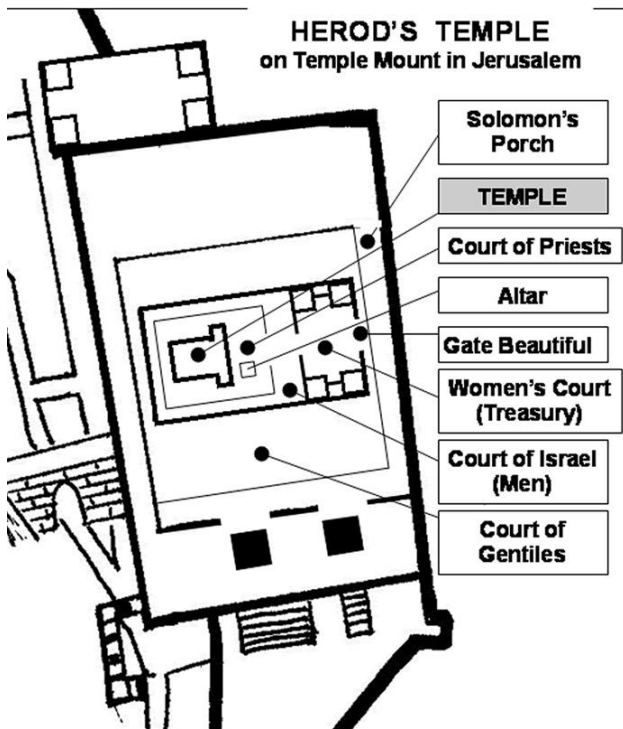 HEROD'S TEMPLE
on Temple Mount in Jerusalem
Solomon's
Porch
TEMPLE
Court of Priests
Altar
Gate Beautiful
Women's Court
(Treasury)
Court of Israel
(Men)
Court of
Gentiles